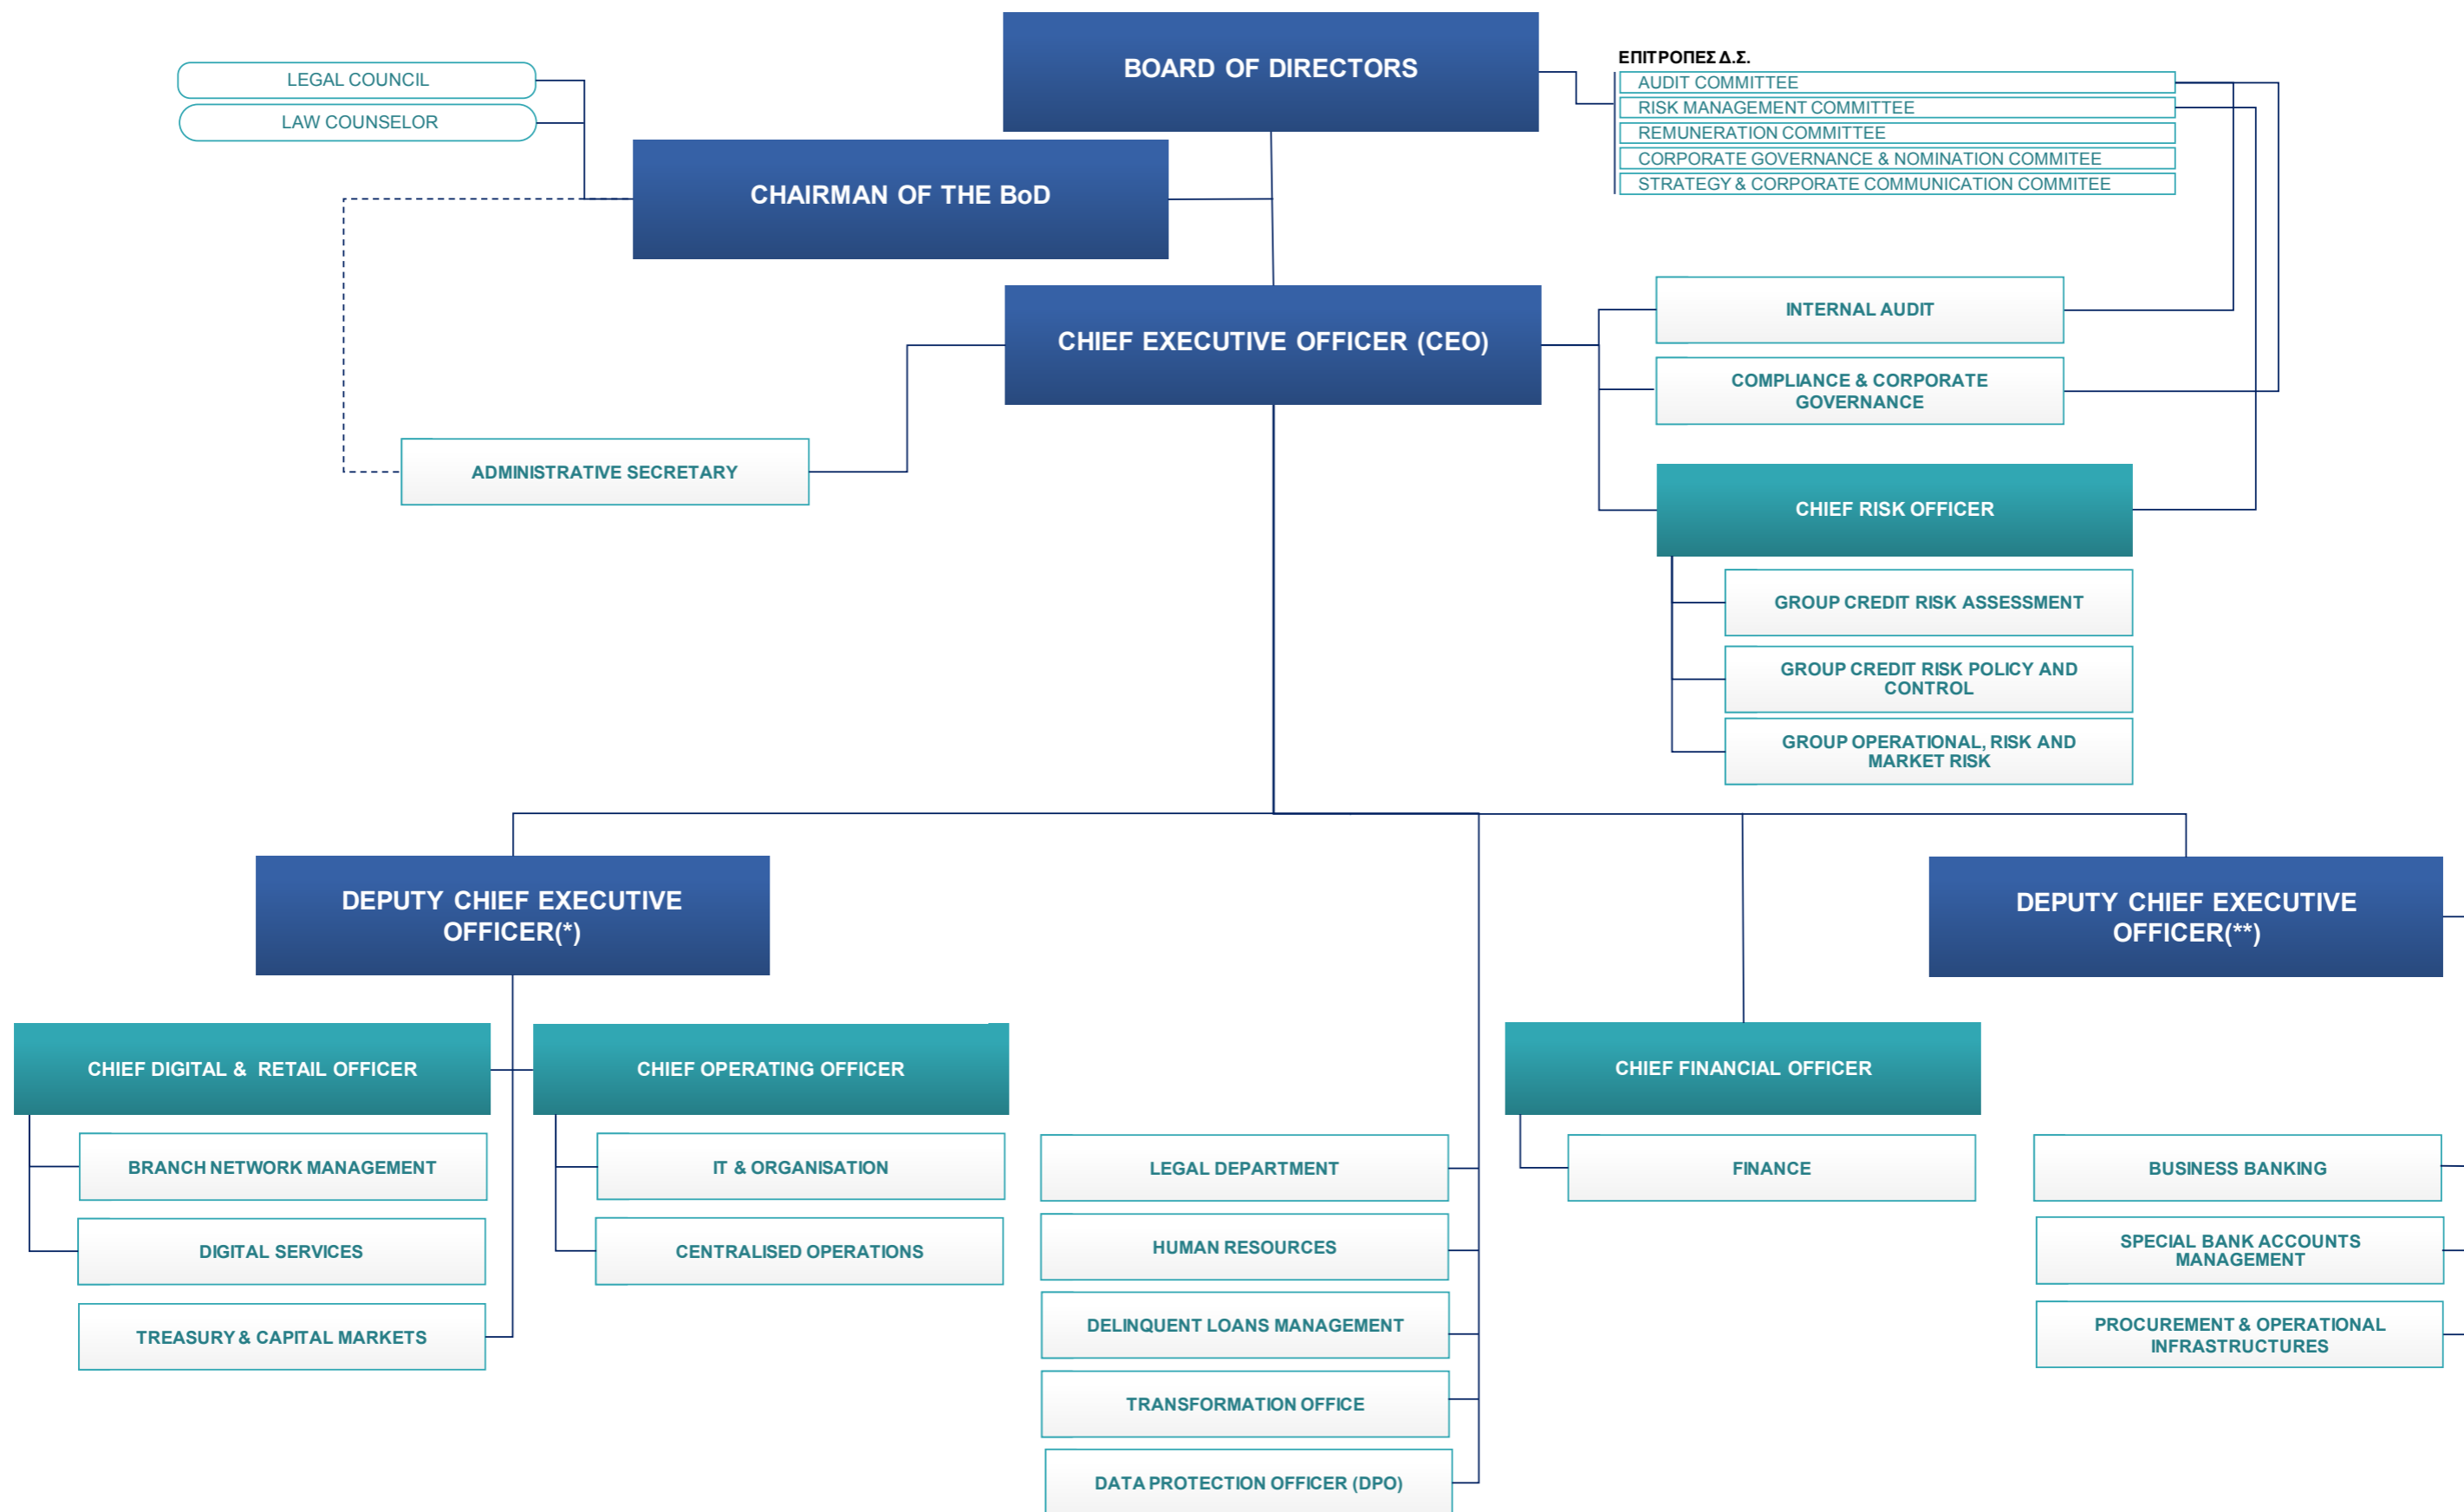 BOARD OF DIRECTORS
ΕΠΙΤΡΟΠΕΣ Δ.Σ.
AUDIT COMMITTEE
RISK MANAGEMENT COMMITTEE
REMUNERATION COMMITTEE
CORPORATE GOVERNANCE & NOMINATION COMMITEE
STRATEGY & CORPORATE COMMUNICATION COMMITEE
LEGAL COUNCIL
LAW COUNSELOR
CHAIRMAN OF THE BoD
CHIEF EXECUTIVE OFFICER (CEO)
INTERNAL AUDIT
COMPLIANCE & CORPORATE
GOVERNANCE
ADMINISTRATIVE SECRETARY
CHIEF RISK OFFICER
GROUP CREDIT RISK ASSESSMENT
GROUP CREDIT RISK POLICY AND
CONTROL
GROUP OPERATIONAL, RISK AND
MARKET RISK
DEPUTY CHIEF EXECUTIVE
OFFICER(*)
DEPUTY CHIEF EXECUTIVE
OFFICER(**)
CHIEF DIGITAL & RETAIL OFFICER
BRANCH NETWORK MANAGEMENT
DIGITAL SERVICES
TREASURY & CAPITAL MARKETS
CHIEF OPERATING OFFICER
IT & ORGANISATION
CENTRALISED OPERATIONS
LEGAL DEPARTMENT
HUMAN RESOURCES
DELINQUENT LOANS MANAGEMENT
TRANSFORMATION OFFICE
DATA PROTECTION OFFICER (DPO)
CHIEF FINANCIAL OFFICER
FINANCE
BUSINESS BANKING
SPECIAL BANK ACCOUNTS
MANAGEMENT
PROCUREMENT & OPERATIONAL
INFRASTRUCTURES